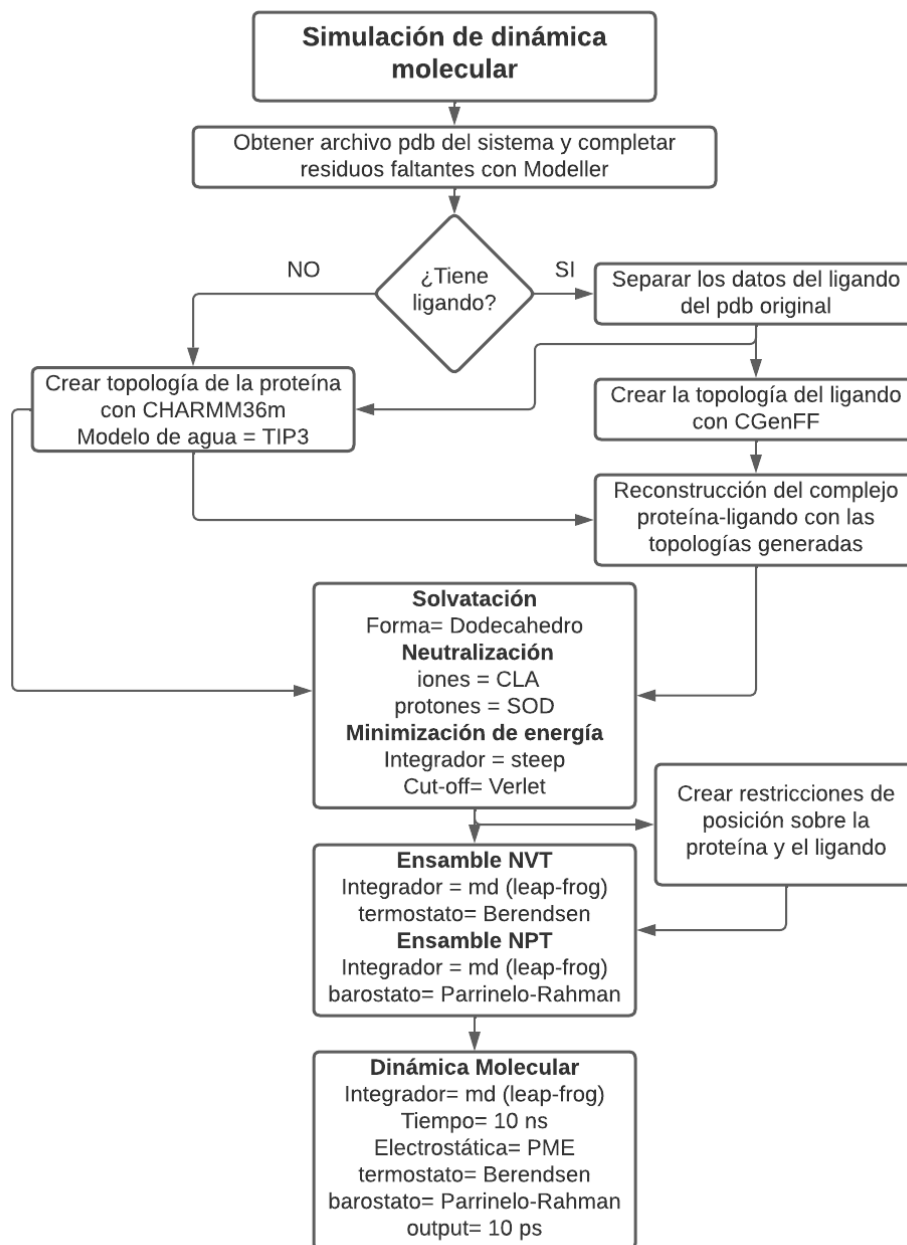 Simulación de dinámica
molecular
Obtener archivo pdb del sistema y completar
residuos faltantes con Modeller
¿Tiene
ligando?
NO
SI
Separar los datos del ligando
del pdb original
Crear topología de la proteína
con CHARMM36m
Modelo de agua = TIP3
Crear la topología del ligando
con CGenFF
Reconstrucción del complejo
proteína-ligando con las
topologías generadas
Solvatación
Forma= Dodecahedro
Neutralización
iones = CLA
protones = SOD
Minimización de energía
Integrador = steep
Cut-off= Verlet
Crear restricciones de
posición sobre la
proteína y el ligando
Ensamble NVT
Integrador = md (leap-frog)
termostato= Berendsen
Ensamble NPT
Integrador = md (leap-frog)
barostato= Parrinelo-Rahman
Dinámica Molecular
Integrador= md (leap-frog)
Tiempo= 10 ns
Electrostática= PME
termostato= Berendsen
barostato= Parrinelo-Rahman
output= 10 ps